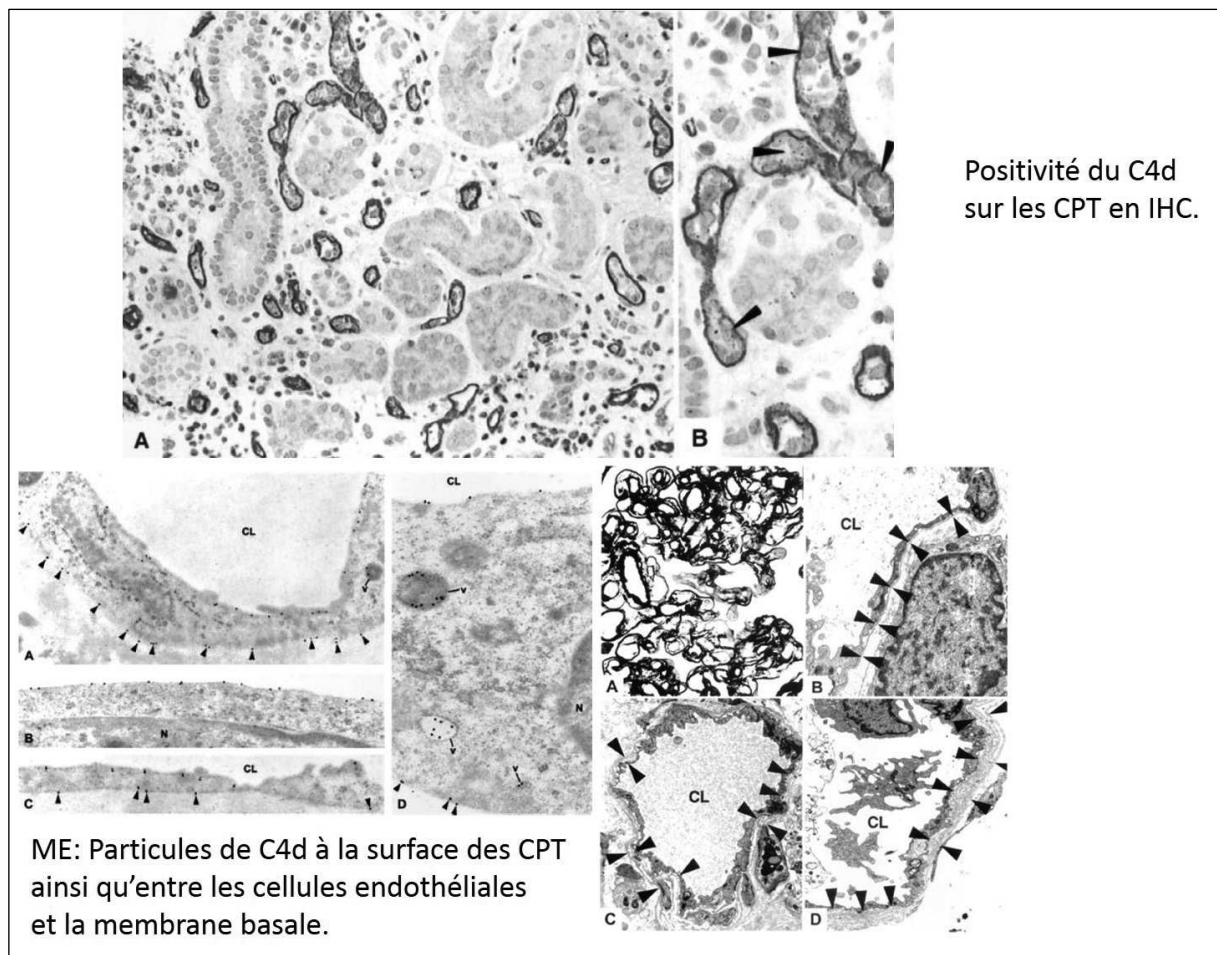 A
B
Positivité du C4d
sur les CPT en IHC.
CL
V
A
N
B
CL
C
CL
V
N
V
V
D
A
CL
B
CL
C
CL
D
ME: Particules de C4d à la surface des CPT
ainsi qu’entre les cellules endothéliales
et la membrane basale.